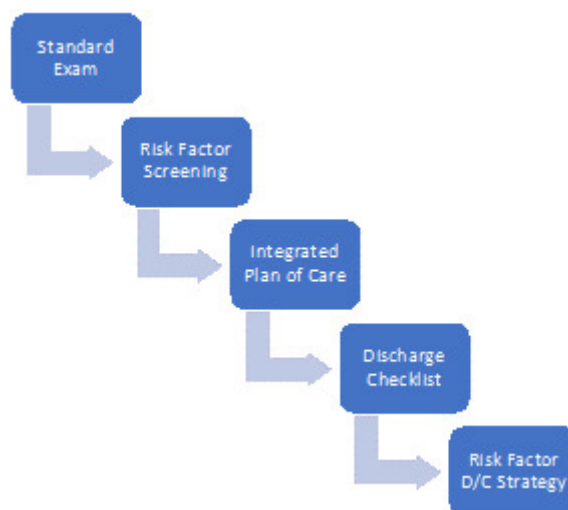 Standard
Exam
Risk Factor
Screening
Integrated
Plan of Care
Discharge
Checklist
Risk Factor
D/C Strategy